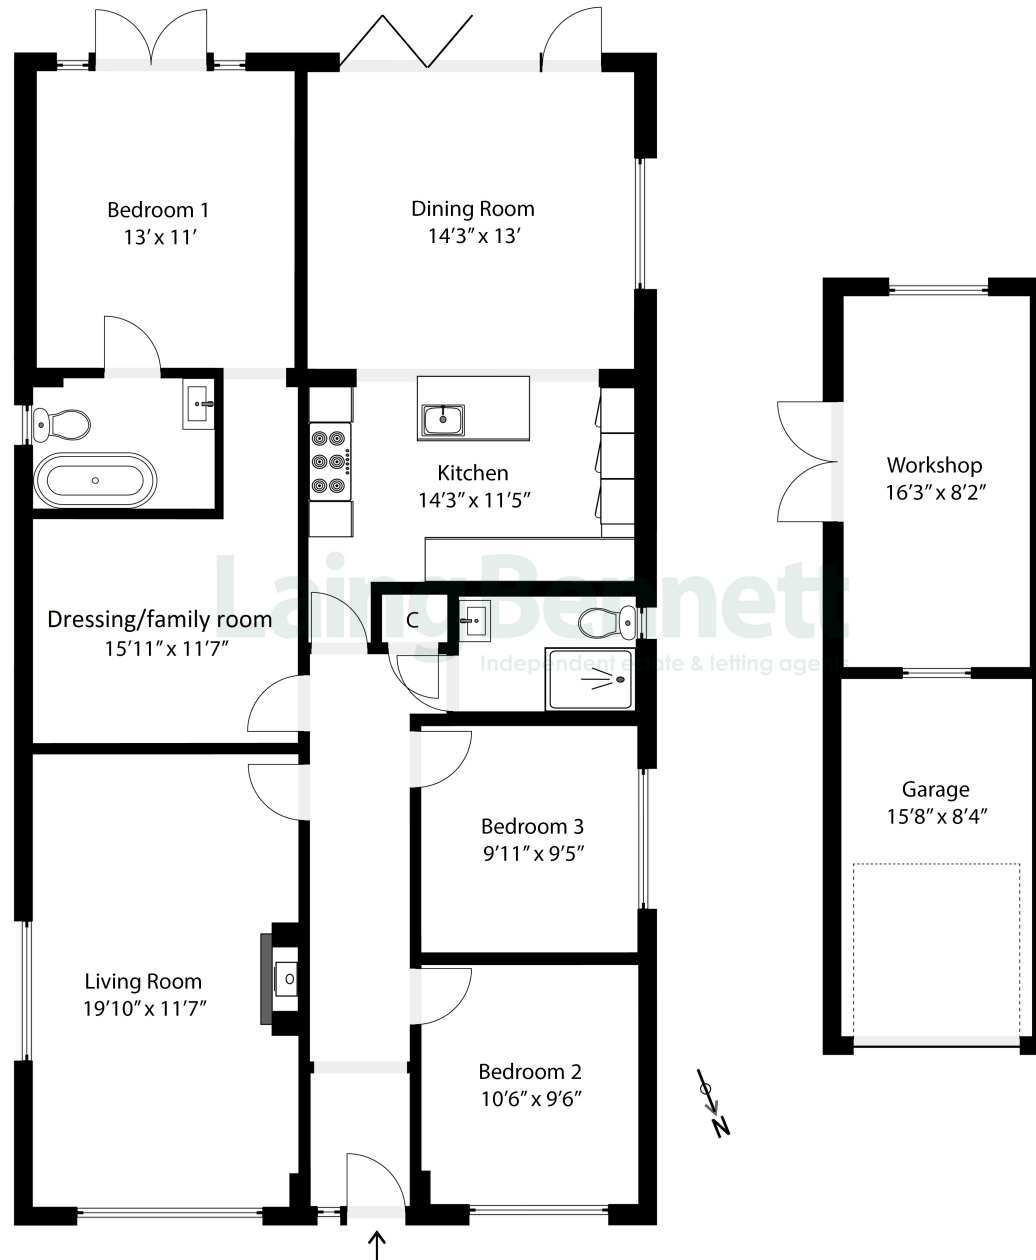 Bedroom 1
13’ x 11’
Dining Room
14’3” x 13’
Kitchen
14’3” x 11’5”
Workshop
16’3” x 8’2”
Laing Bennett
Independent estate & letting agents
Dressing/family room
15’11” x 11’7”
C
Garage
15’8” x 8’4”
Bedroom 3
9’11” x 9’5”
Living Room
19’10” x 11’7”
Bedroom 2
10’6” x 9’6”
N